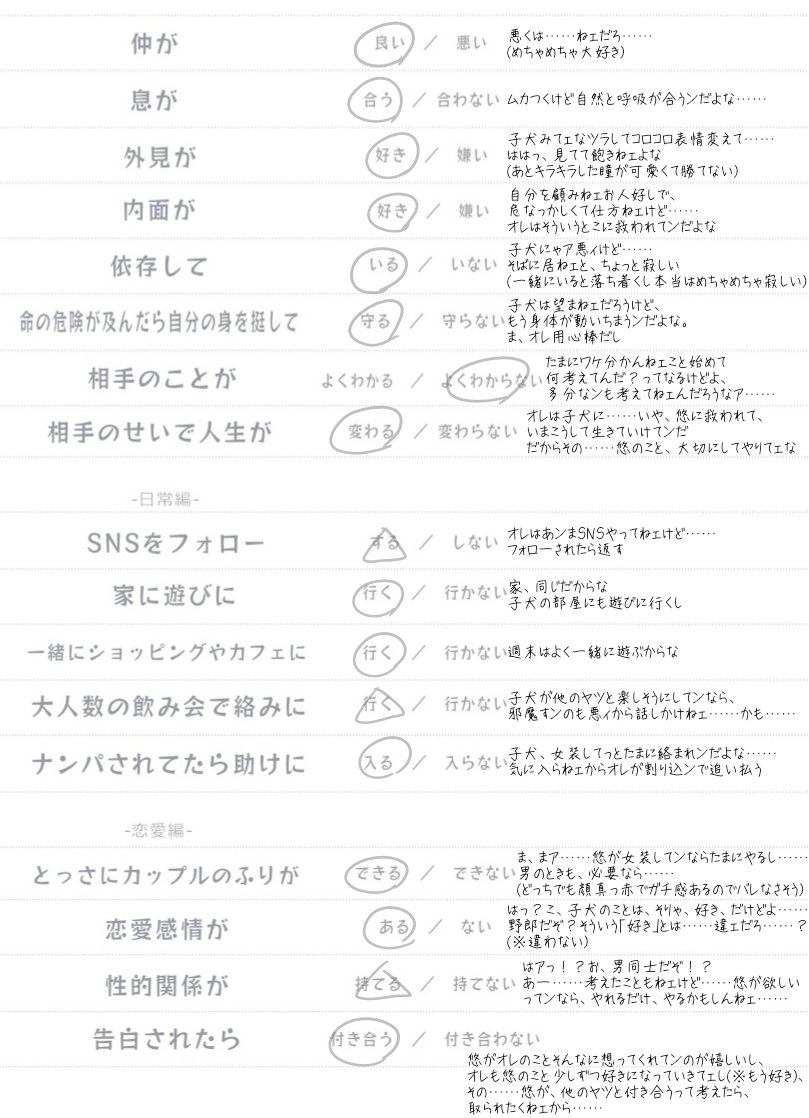 仲が 良い / 悪い 悪くは……ねェだろ……
(めちゃめちゃ大好き)
息が 合う / 合わない ムカつくけど自然と呼吸が合うンだよな……
外見が 好き / 嫌い 子犬みてェなツラしてコロコロ表情変えて……
ははっ、見てて飽きねェよな
(あとキラキラした瞳が可愛くて勝てない)
内面が 好き / 嫌い 自分を顧みねェお人好しで、
危なっかしくて仕方ねェけど……
オレはそういうとこに救われてンだよな
依存して いる / いない 子犬にゃア悪ィけど……
そばに居ねェと、ちょっと寂しい
(一緒にいると落ち着くし本当はめちゃめちゃ寂しい)
命の危険が及んだら自分の身を挺して 守る / 守らない 子犬は望まねェだろうけど、
もう身体が動いちまうンだよな。
ま、オレ用心棒だし
相手のことが よくわかる / よくわからない たまにワケ分かんねェこと始めて
何考えてんだ?ってなるけどよ、
多分なンも考えてねェんだろうなア……
相手のせいで人生が 変わる / 変わらない オレは子犬に……いや、悠に救われて、
いまこうして生きていけてンだ
だからその……悠のこと、大切にしてやりてェな
-日常編-
SNSをフォロー する / しない オレはあンまSNSやってねェけど……
フォローされたら返す
家に遊びに 行く / 行かない 家、同じだからな
子犬の部屋にも遊びに行くし
一緒にショッピングやカフェに 行く / 行かない 週末はよく一緒に遊ぶからな
大人数の飲み会で絡みに 行く / 行かない 子犬が他のヤツと楽しそうにしてンなら、
邪魔すンのも悪ィから話しかけねェ……かも……
ナンパされてたら助けに 入る / 入らない 子犬、女装してっとたまに絡まれンだよな……
気に入らねェからオレが割り込ンで追い払う
-恋愛編-
とっさにカップルのふりが できる / できない ま、まア……悠が女装してンならたまにやるし……
男のときも、必要なら……
(どっちでも顔真っ赤でガチ感あるのでバレなさそう)
恋愛感情が ある / ない はっ?こ、子犬のことは、そりゃ、好き、だけどよ……
野郎だぞ?そういう「好き」とは……違ェだろ……?
(※違わない)
性的関係が 持てる / 持てない はアっ!?お、男同士だぞ!?
あー……考えたこともねェけど……悠が欲しい
ってンなら、やれるだけ、やるかもしんねェ……
告白されたら 付き合う / 付き合わない
悠がオレのことそんなに想ってくれてンのが嬉しいし、
オレも悠のこと少しずつ好きになっていきてェし(※もう好き)、
その……悠が、他のヤツと付き合うって考えたら、
取られたくねェから……